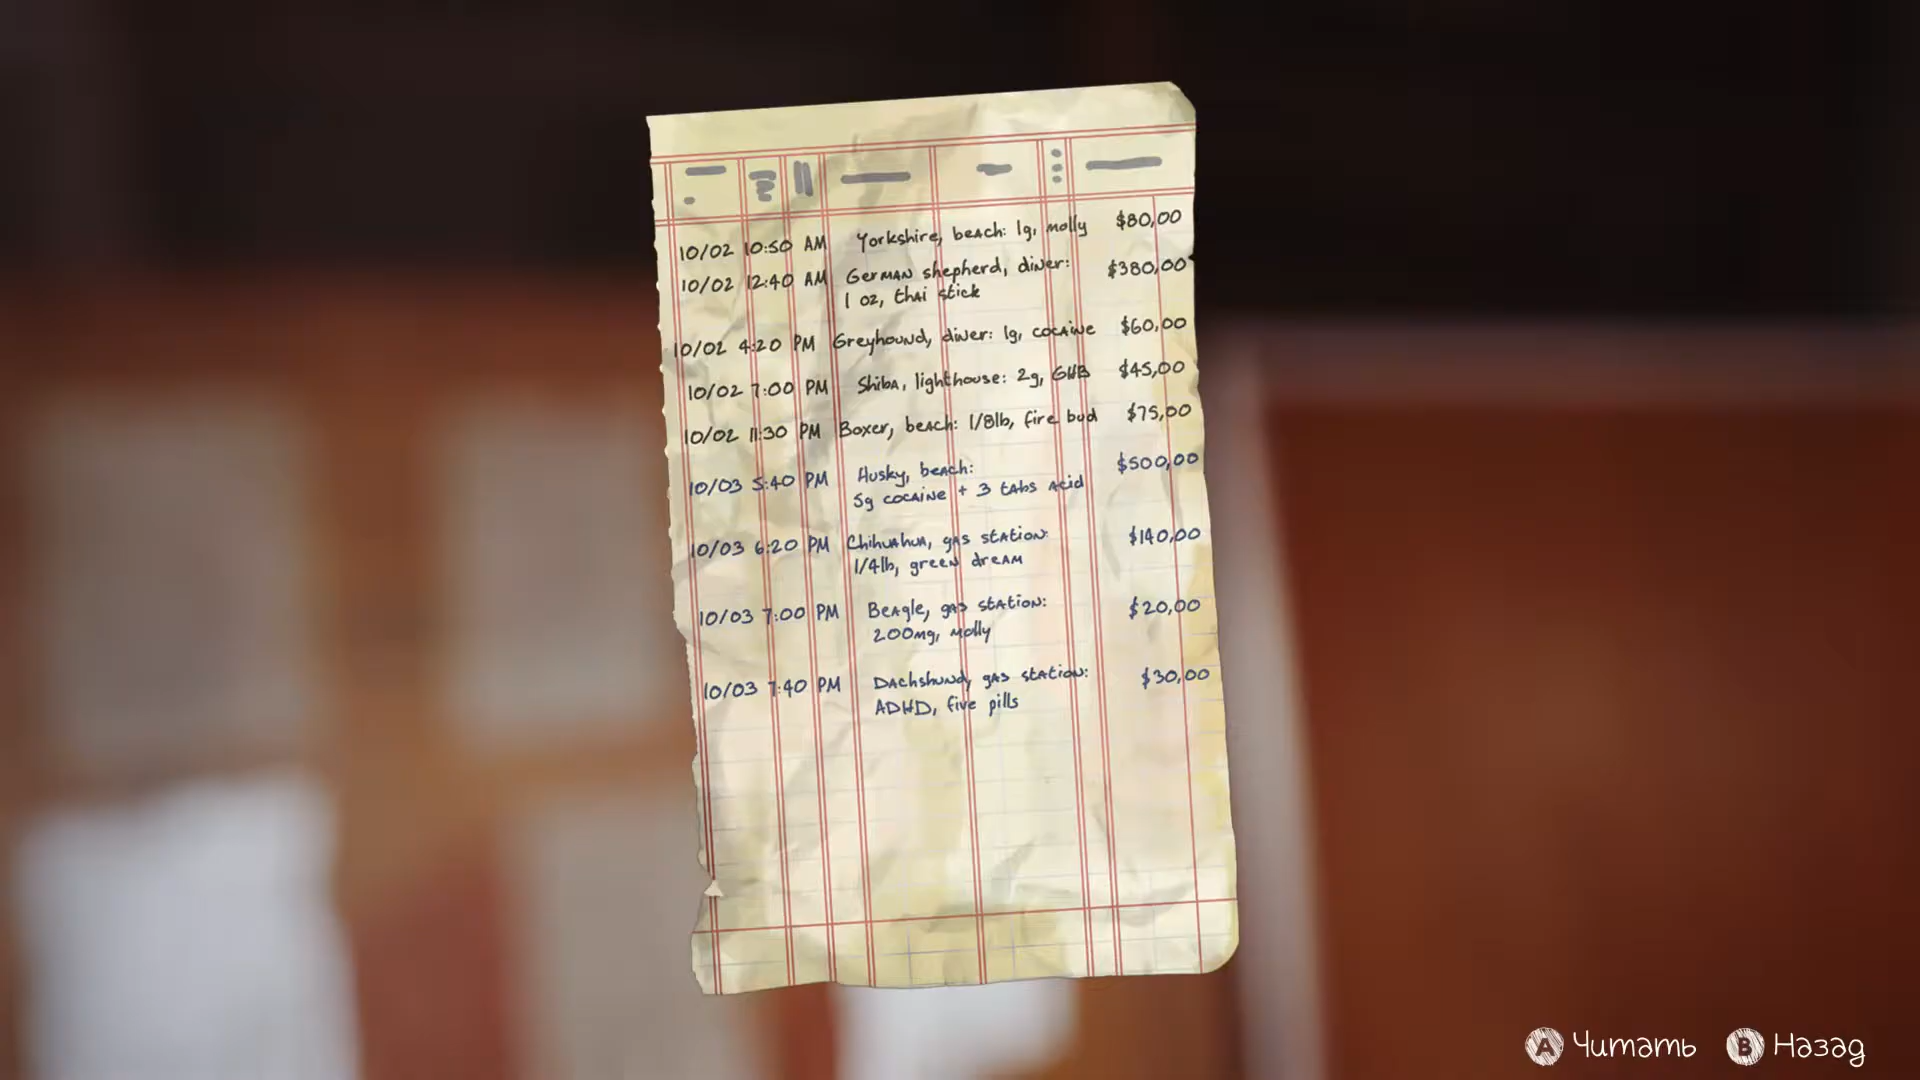 10/02 10:50 AM Yorkshire, beach: 1g, molly $80,00
10/02 12:40 AM German shepherd, diner: $380,00
1 oz, thai stick
10/02 4:20 PM Greyhound, diner: 1g, cocaine $60,00
10/02 7:00 PM Shiba, lighthouse: 2g, GHB $45,00
10/02 11:30 PM Boxer, beach: 1/8lb, fire bud $75,00
10/03 5:40 PM Husky, beach: $500,00
5g cocaine + 3 tabs acid
10/03 6:20 PM Chihuahua, gas station: $140,00
1/4lb, green dream
10/03 7:00 PM Beagle, gas station: $20,00
200mg, molly
10/03 7:40 PM Dachshund, gas station: $30,00
ADHD, five pills
A Читать B Назад